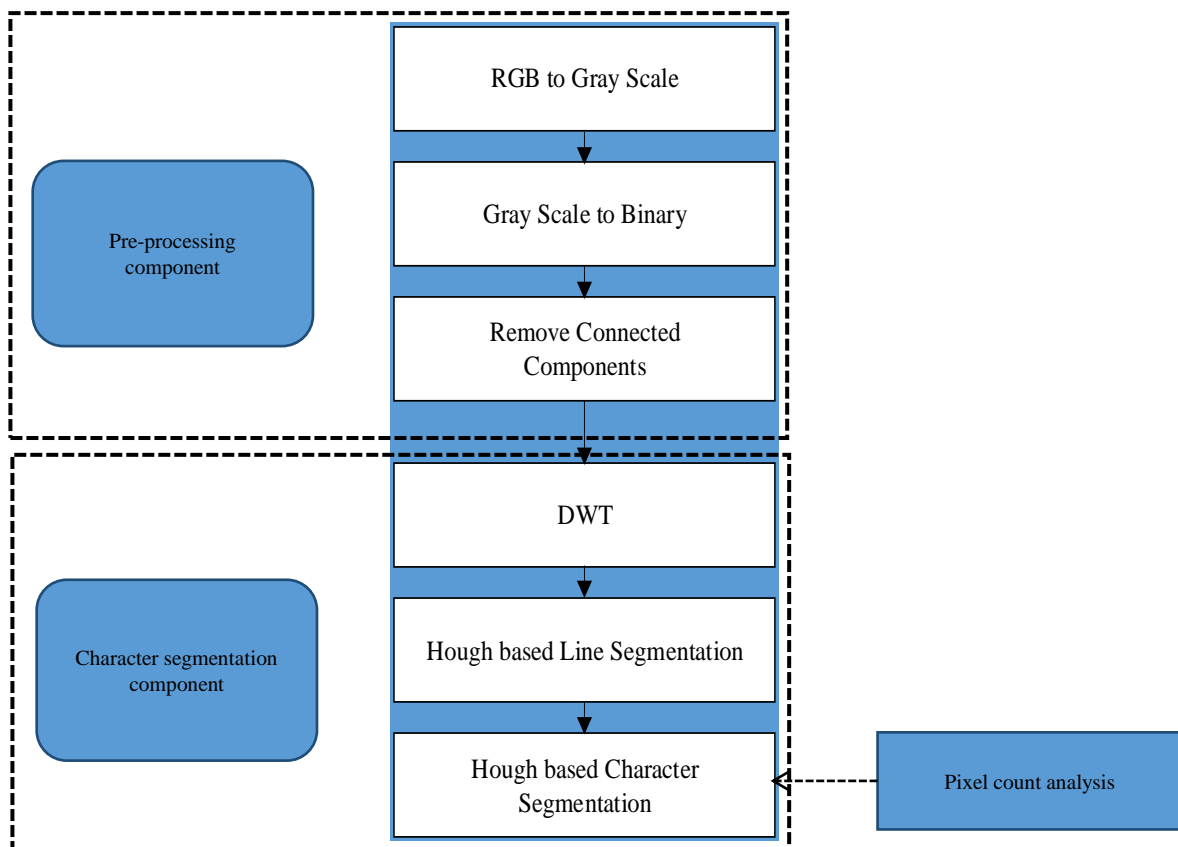 RGB to Gray Scale
Gray Scale to Binary
Pre-processing
component
Remove Connected
Components
DWT
Hough based Line Segmentation
Character segmentation
component
Hough based Character
Segmentation
Pixel count analysis